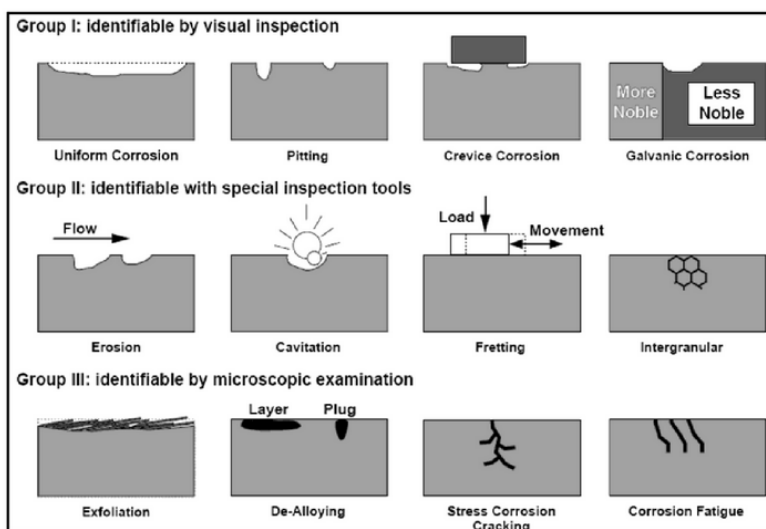 Group I: identifiable by visual inspection
More Noble
Less Noble
Uniform Corrosion
Pitting
Crevice Corrosion
Galvanic Corrosion
Group II: identifiable with special inspection tools
Flow
Load
Movement
Erosion
Cavitation
Fretting
Intergranular
Group III: identifiable by microscopic examination
Layer
Plug
Exfoliation
De-Alloying
Stress Corrosion
Cracking
Corrosion Fatigue